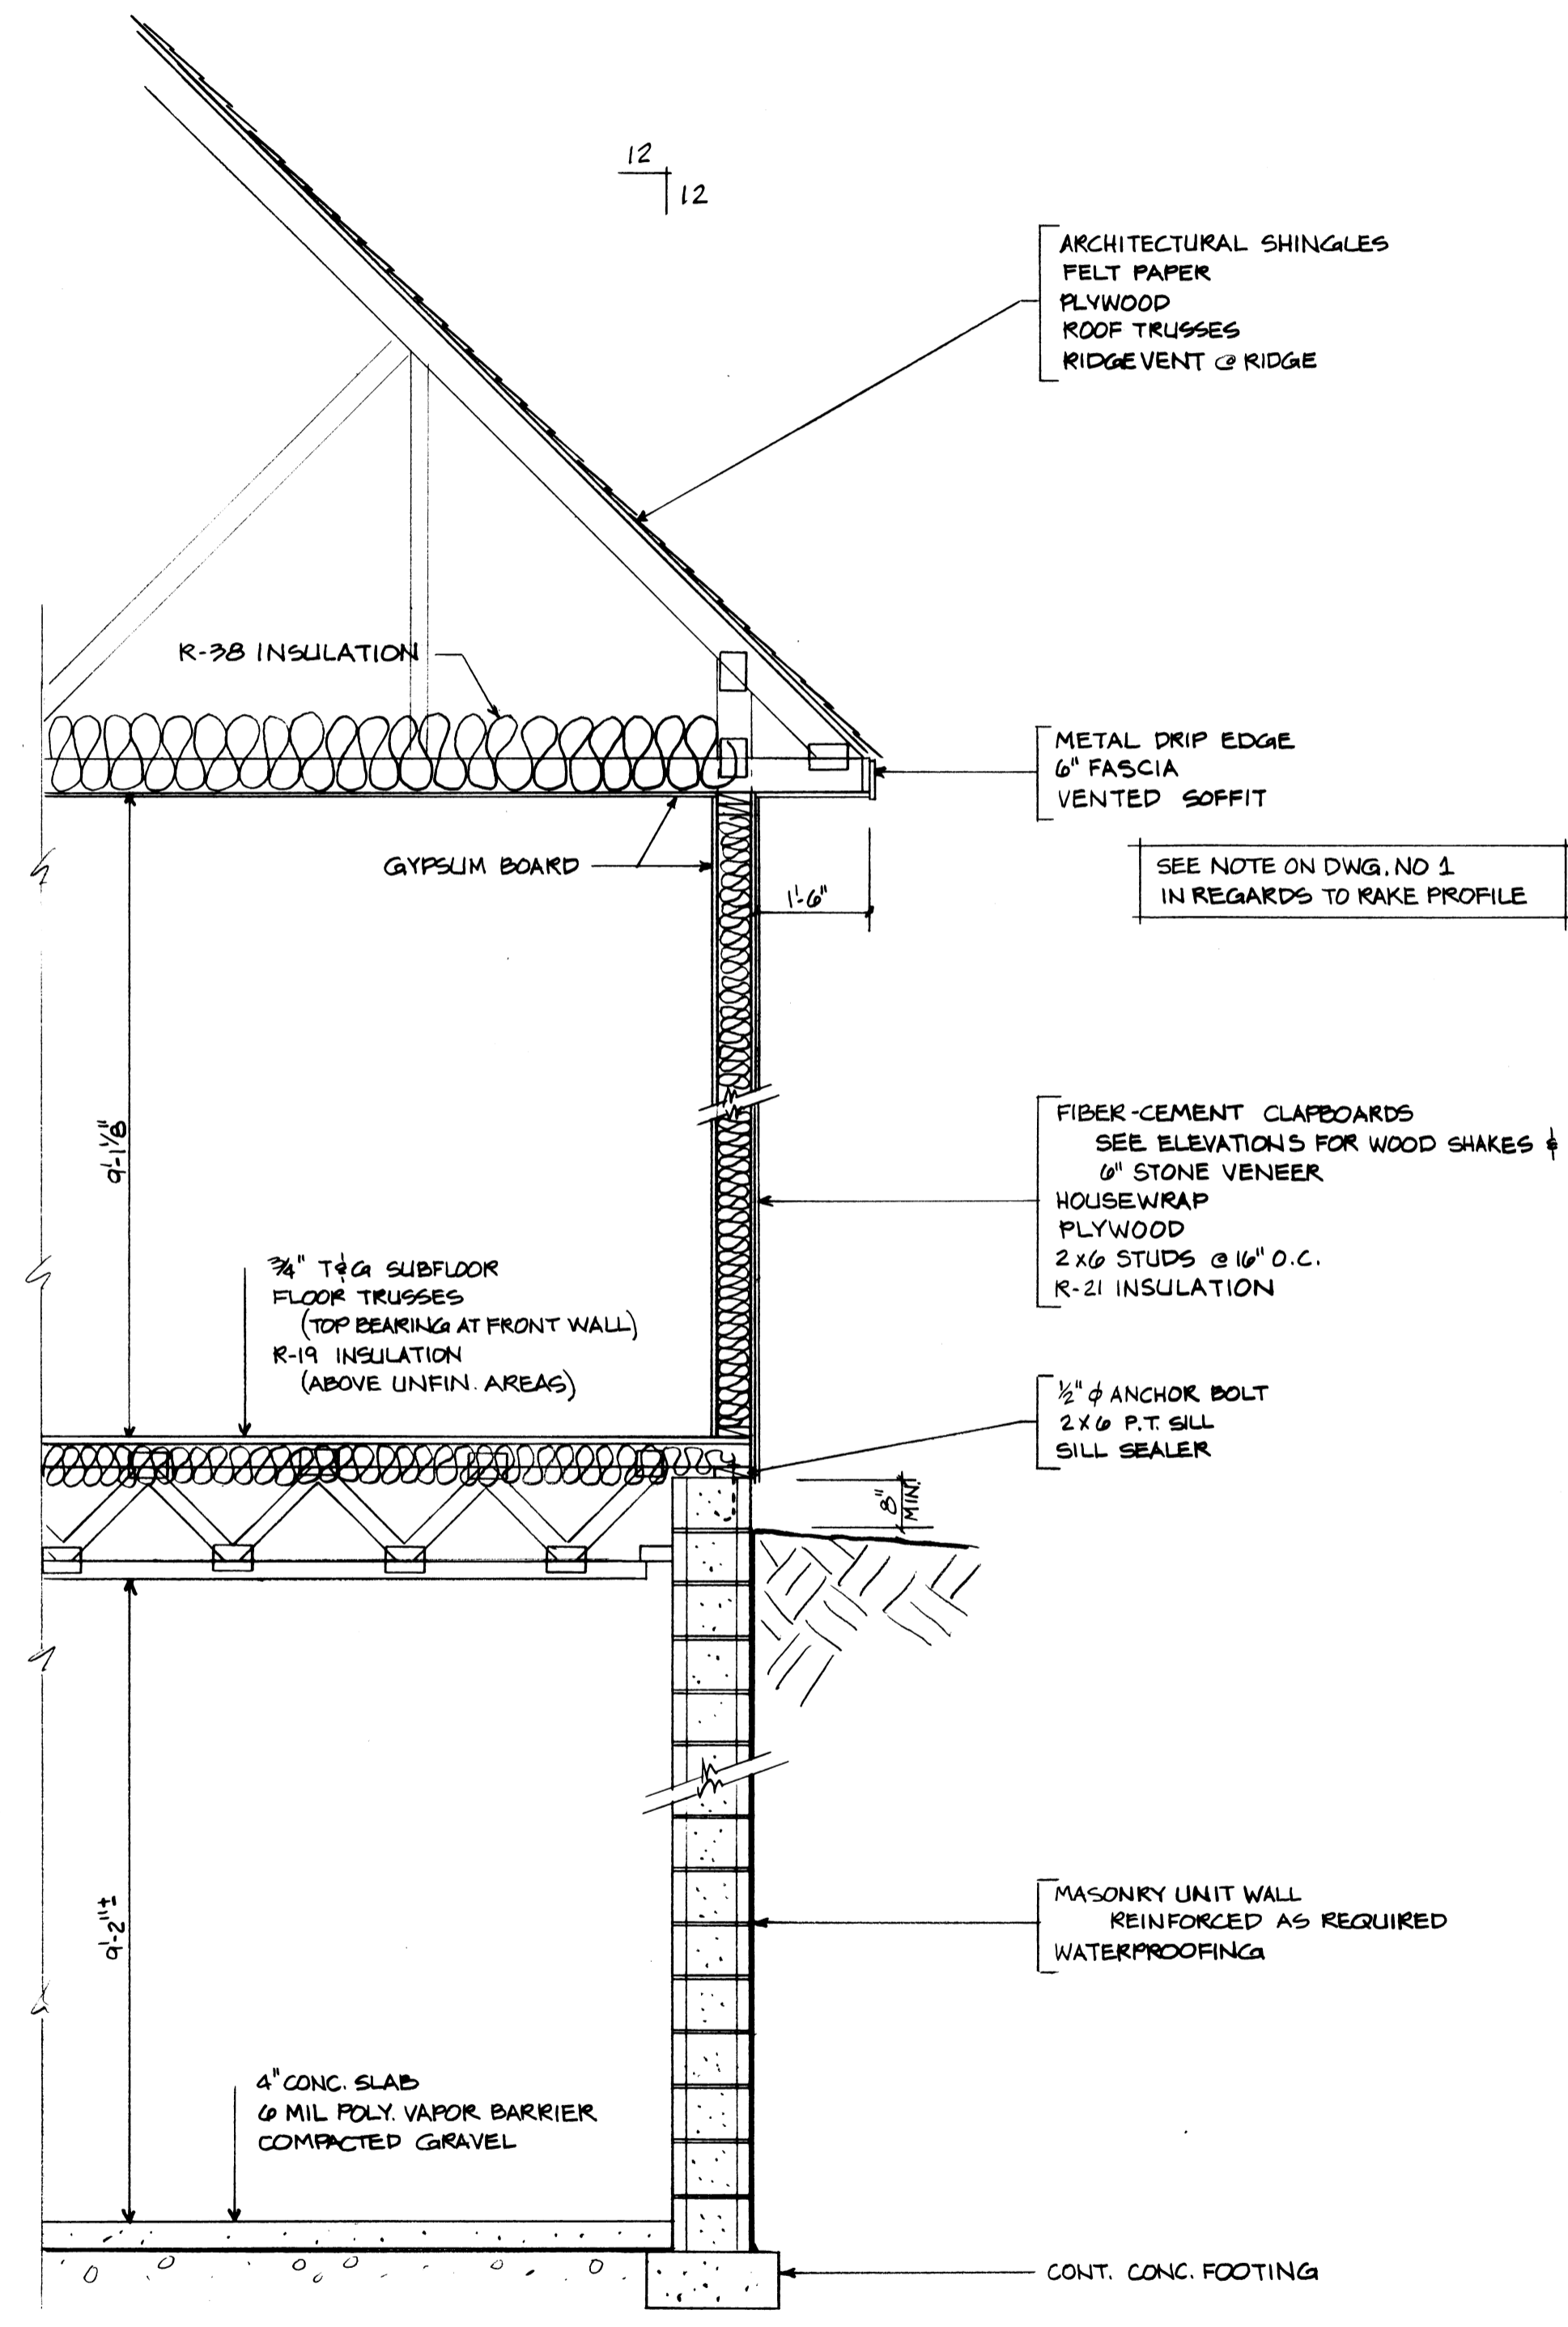 12
12
ARCHITECTURAL SHINGLES
FELT PAPER
PLYWOOD
ROOF TRUSSES
RIDGEVENT @ RIDGE
R-38 INSULATION
METAL DRIP EDGE
6" FASCIA
VENTED SOFFIT
GYPSUM BOARD
1'-6"
SEE NOTE ON DWG. NO 1
IN REGARDS TO RAKE PROFILE
9'-1⅛"
FIBER-CEMENT CLAPBOARDS
SEE ELEVATIONS FOR WOOD SHAKES &
6" STONE VENEER
HOUSEWRAP
PLYWOOD
2x6 STUDS @ 16" O.C.
R-21 INSULATION
¾" T&G SUBFLOOR
FLOOR TRUSSES
(TOP BEARING AT FRONT WALL)
R-19 INSULATION
(ABOVE UNFIN. AREAS)
½" ϕ ANCHOR BOLT
2x6 P.T. SILL
SILL SEALER
8"
MIN.
9'-2"±
MASONRY UNIT WALL
REINFORCED AS REQUIRED
WATERPROOFING
4" CONC. SLAB
6 MIL POLY. VAPOR BARRIER
COMPACTED GRAVEL
CONT. CONC. FOOTING